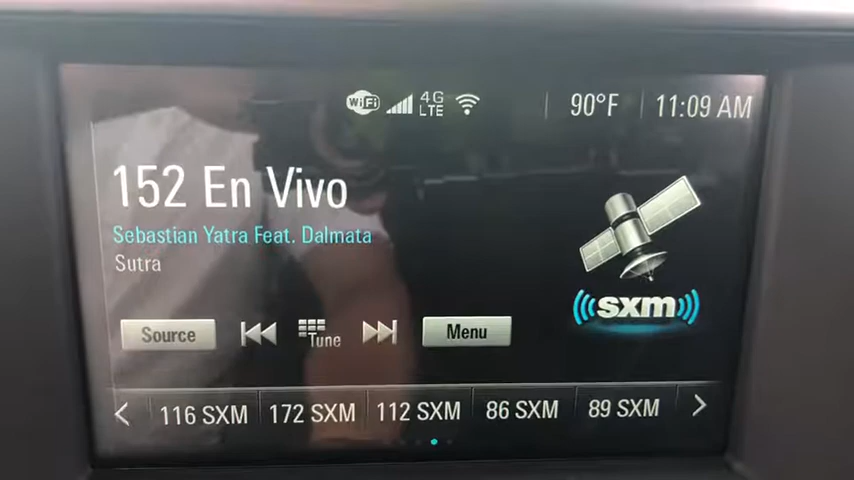 WiFi 4G LTE 90°F 11:09 AM
152 En Vivo
Sebastian Yatra Feat. Dalmata
Sutra
sxm
Source Tune Menu
116 SXM 172 SXM 112 SXM 86 SXM 89 SXM